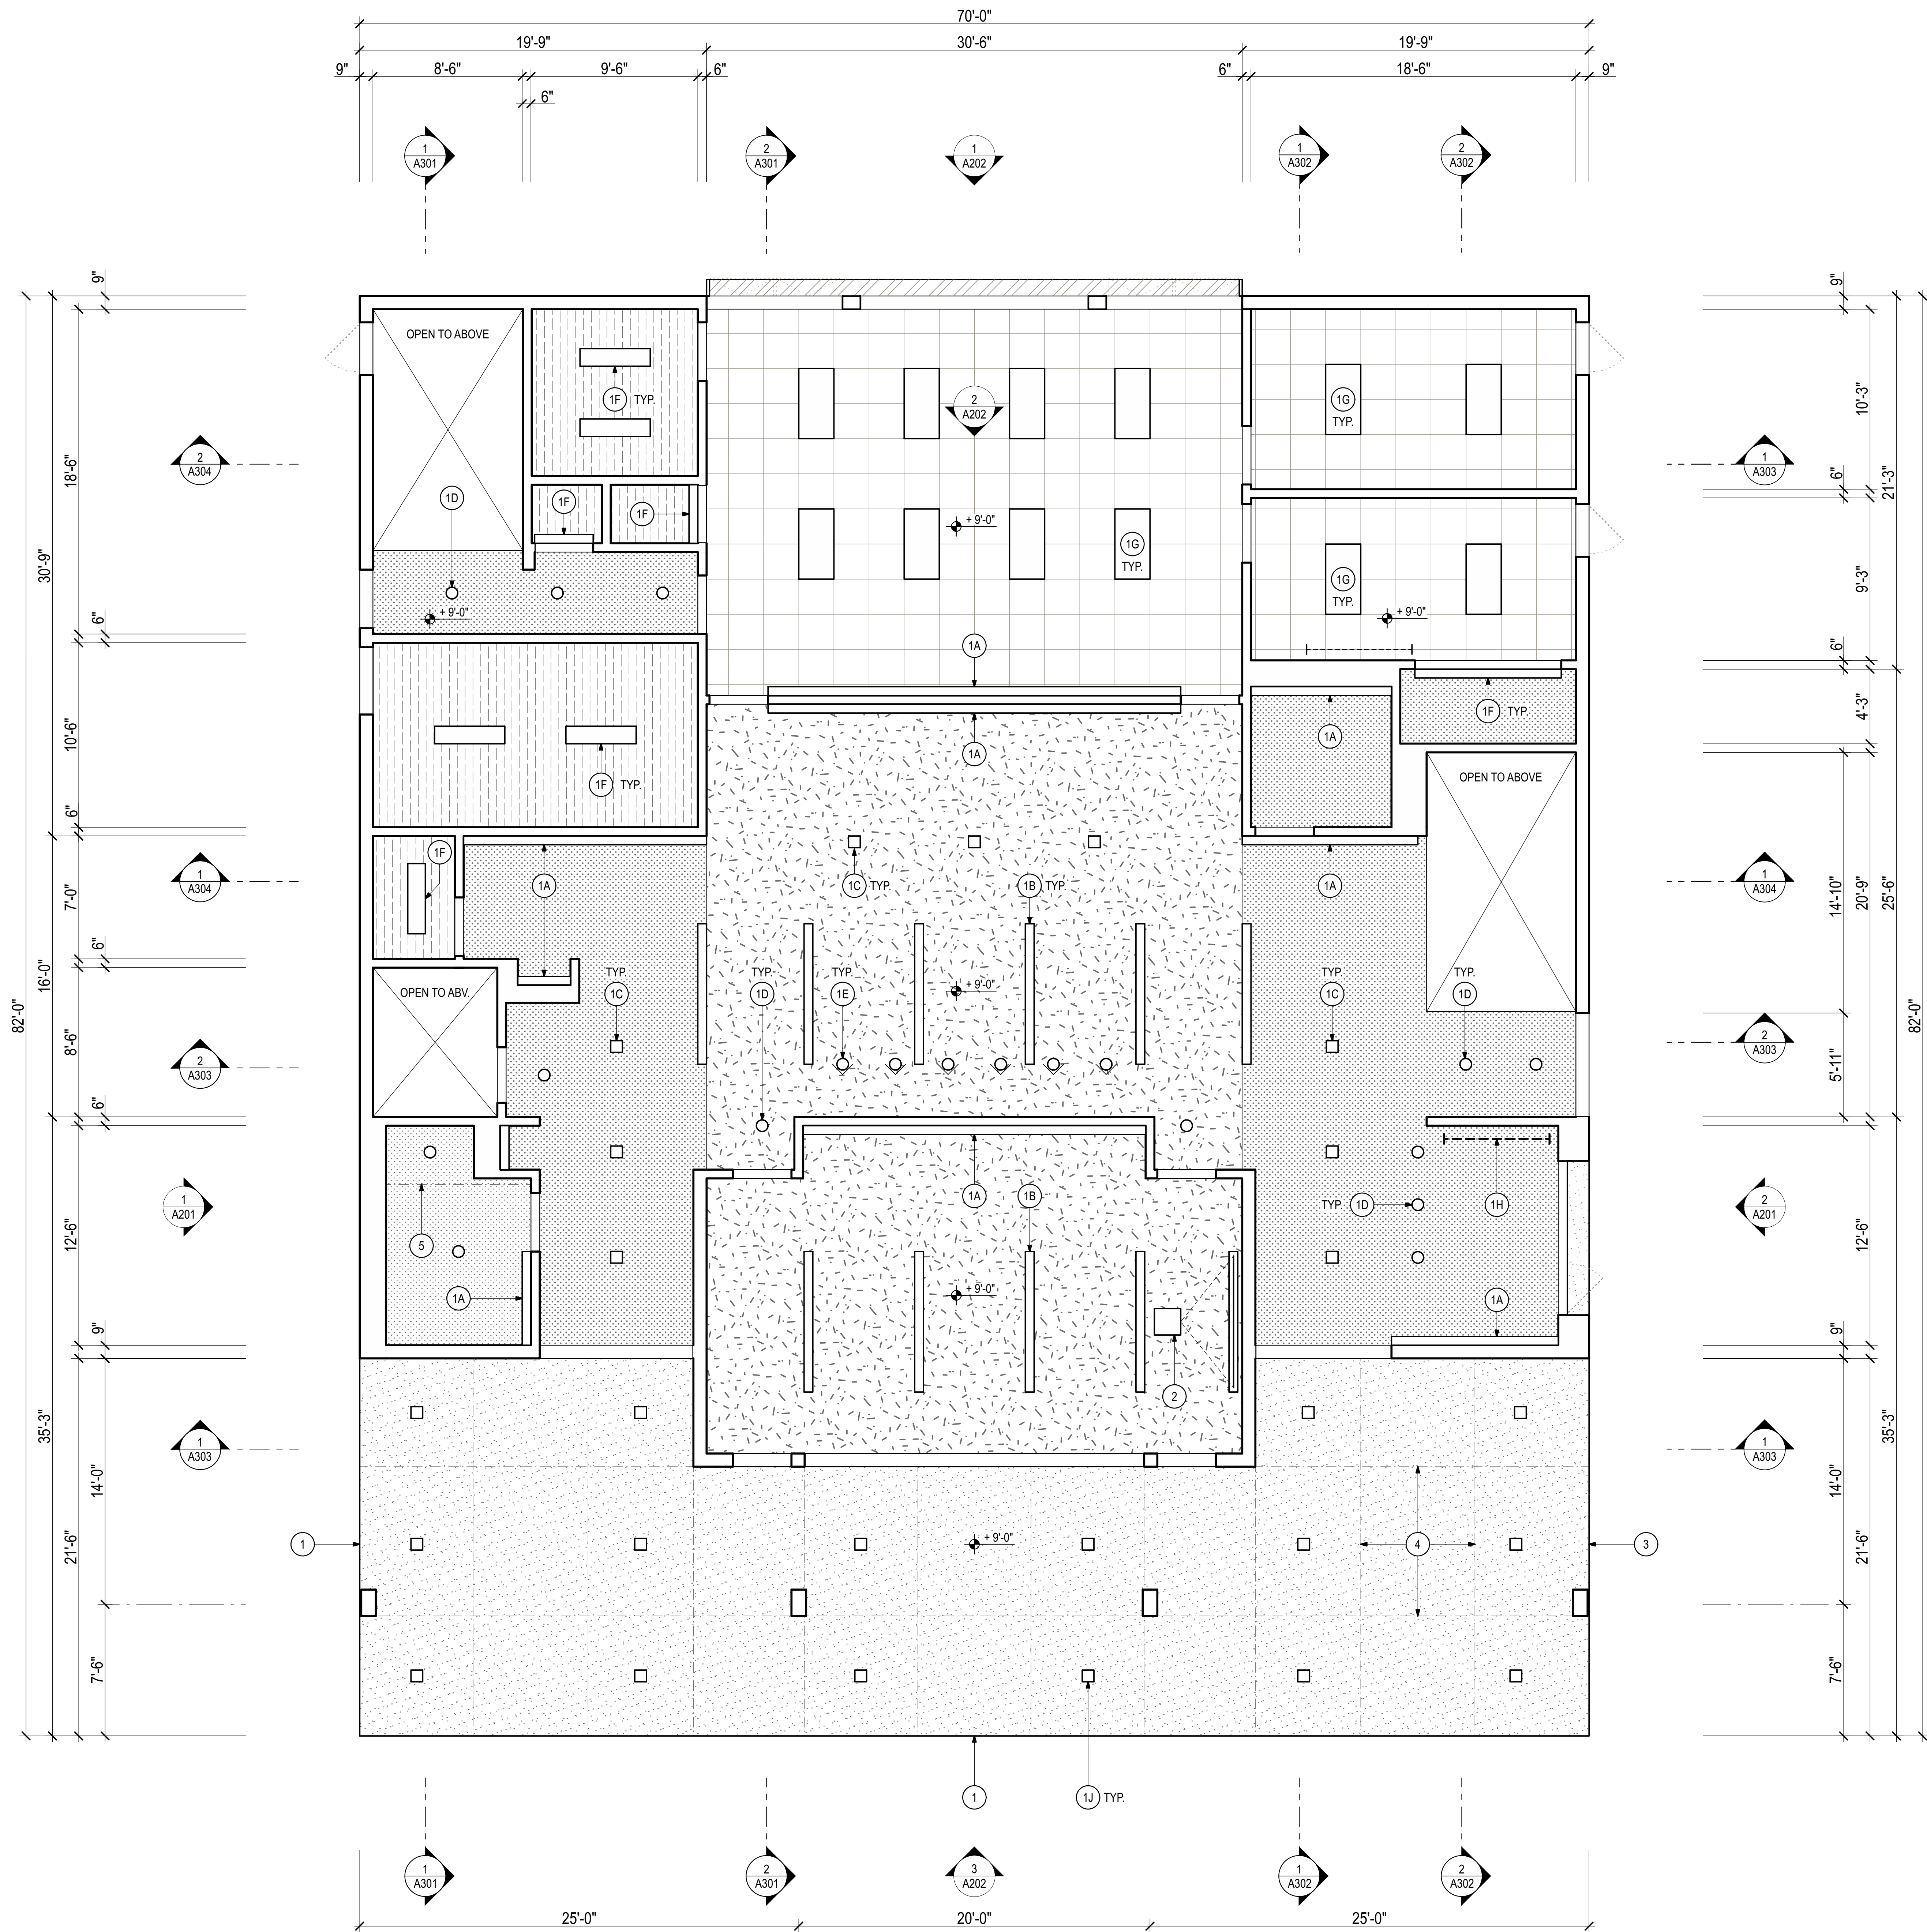 70'-0"
19'-9" 30'-6" 19'-9"
9" 8'-6" 9'-6" 6" 6" 18'-6" 9"
6"
1 2 1 1 2
A301 A301 A202 A302 A302
9" 9"
OPEN TO ABOVE
1F TYP.
2
A202
1G
TYP.
10'-3"
2
A304
1
A303
18'-6"
6" 21'-3"
1D 1F 1F
+ 9'-0"
1G
TYP.
1G
TYP.
30'-9"
9'-3"
+ 9'-0" + 9'-0"
6" 6"
1A
1F TYP.
4'-3"
10'-6"
1A 1A
OPEN TO ABOVE
1F TYP.
6"
1F
1A 1C TYP. 1B TYP. 1A
1
A304
1
A304
7'-0"
14'-10" 20'-9" 25'-6"
6"
TYP. TYP. TYP. TYP. TYP.
OPEN TO ABV.
1C 1D 1E + 9'-0" 1C 1D
82'-0" 16'-0" 82'-0"
8'-6"
2
A303
2
A303
5'-11"
6"
1
A201
1A 1B TYP. 1D 1H
2
A201
12'-6" 12'-6"
5
1A
+ 9'-0"
1A
9" 9"
2
35'-3" 35'-3"
1
A303
1
A303
14'-0" 14'-0"
1 + 9'-0" 4 3
21'-6" 21'-6"
7'-6" 7'-6"
1 1J TYP.
1 2 3 1 2
A301 A301 A202 A302 A302
25'-0" 20'-0" 25'-0"